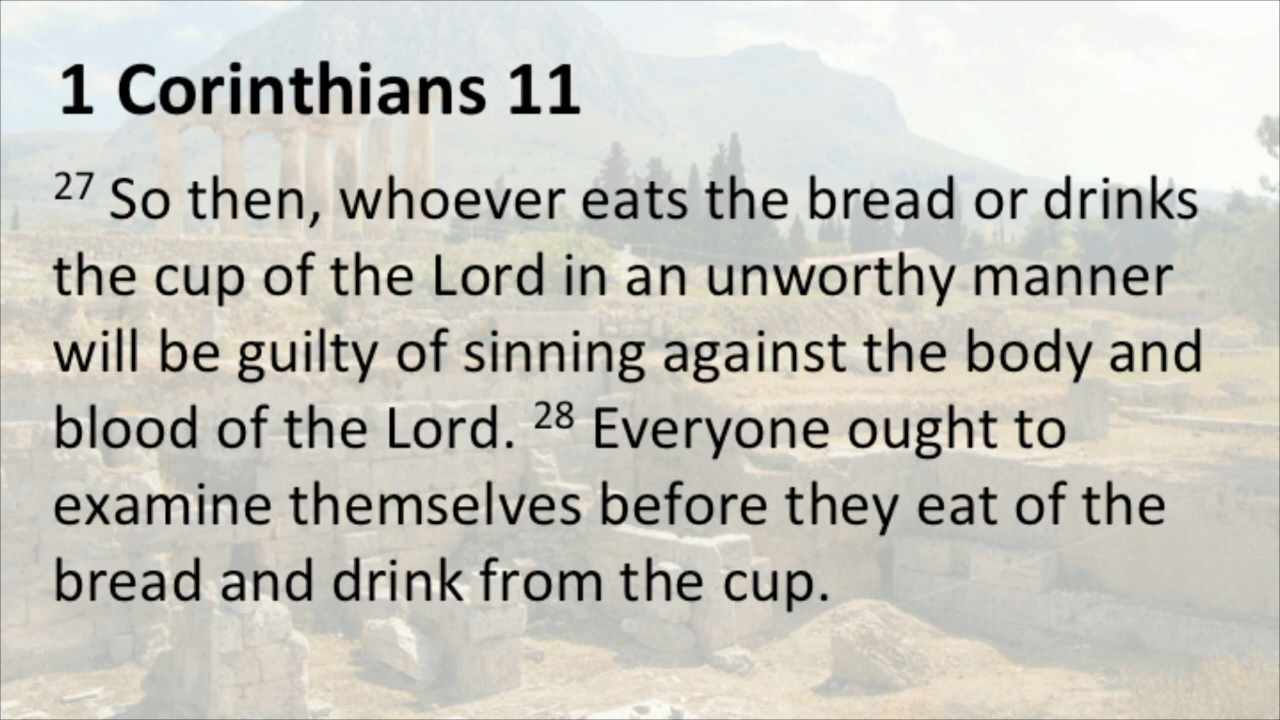 1 Corinthians 11
27 So then, whoever eats the bread or drinks
the cup of the Lord in an unworthy manner
will be guilty of sinning against the body and
blood of the Lord. 28 Everyone ought to
examine themselves before they eat of the
bread and drink from the cup.